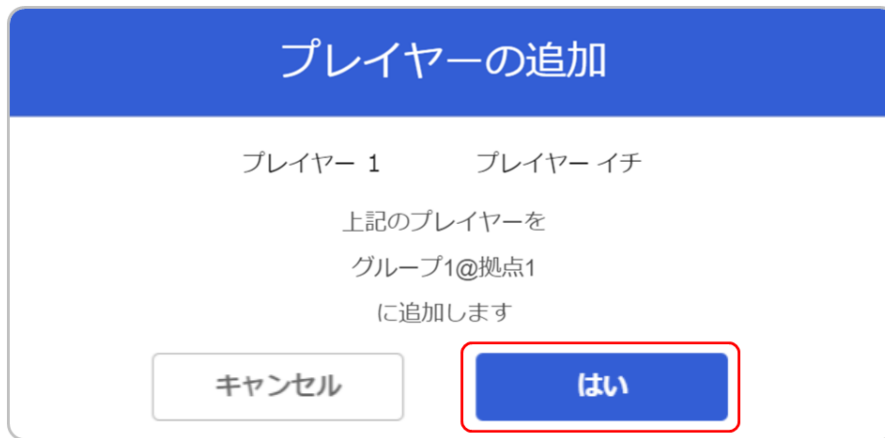 プレイヤーの追加
プレイヤー 1 プレイヤー イチ
上記のプレイヤーを
グループ1@拠点1
に追加します
キャンセル はい